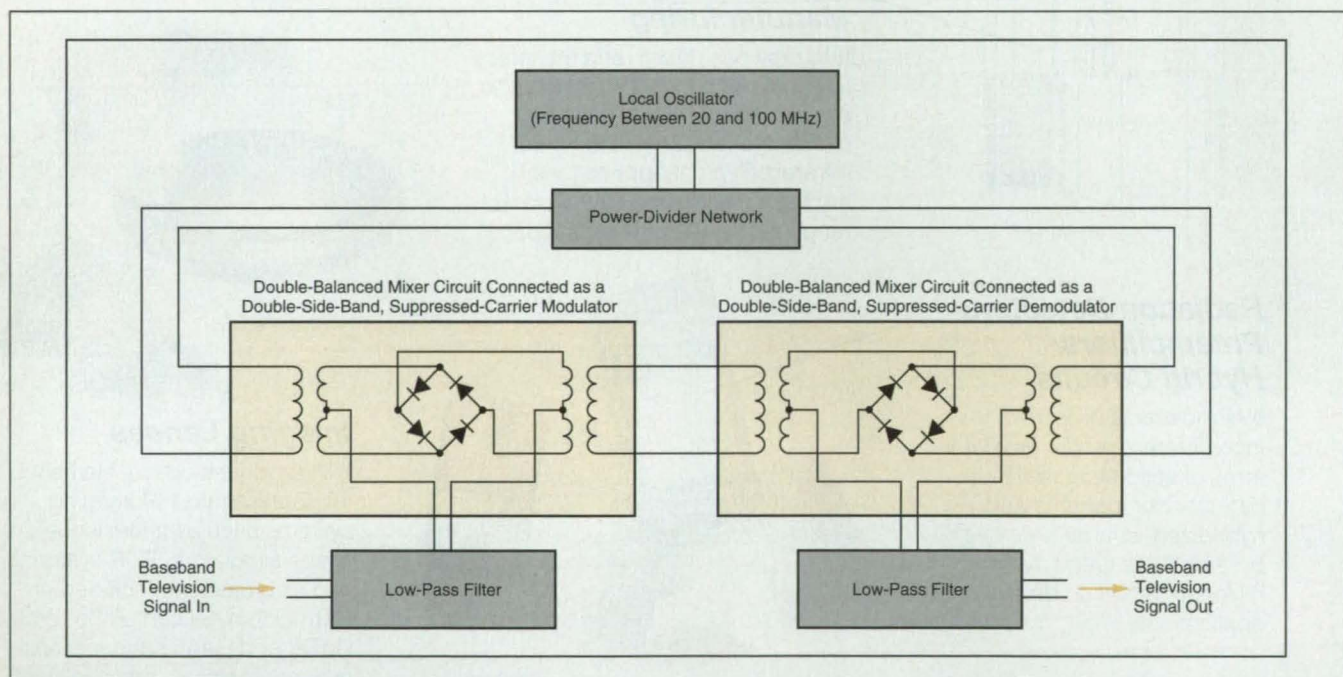 Local Oscillator
(Frequency Between 20 and 100 MHz)
Power-Divider Network
Double-Balanced Mixer Circuit Connected as a
Double-Side-Band, Suppressed-Carrier Modulator
Double-Balanced Mixer Circuit Connected as a
Double-Side-Band, Suppressed-Carrier Demodulator
Baseband
Television
Signal In
Low-Pass Filter
Low-Pass Filter
Baseband
Television
Signal Out